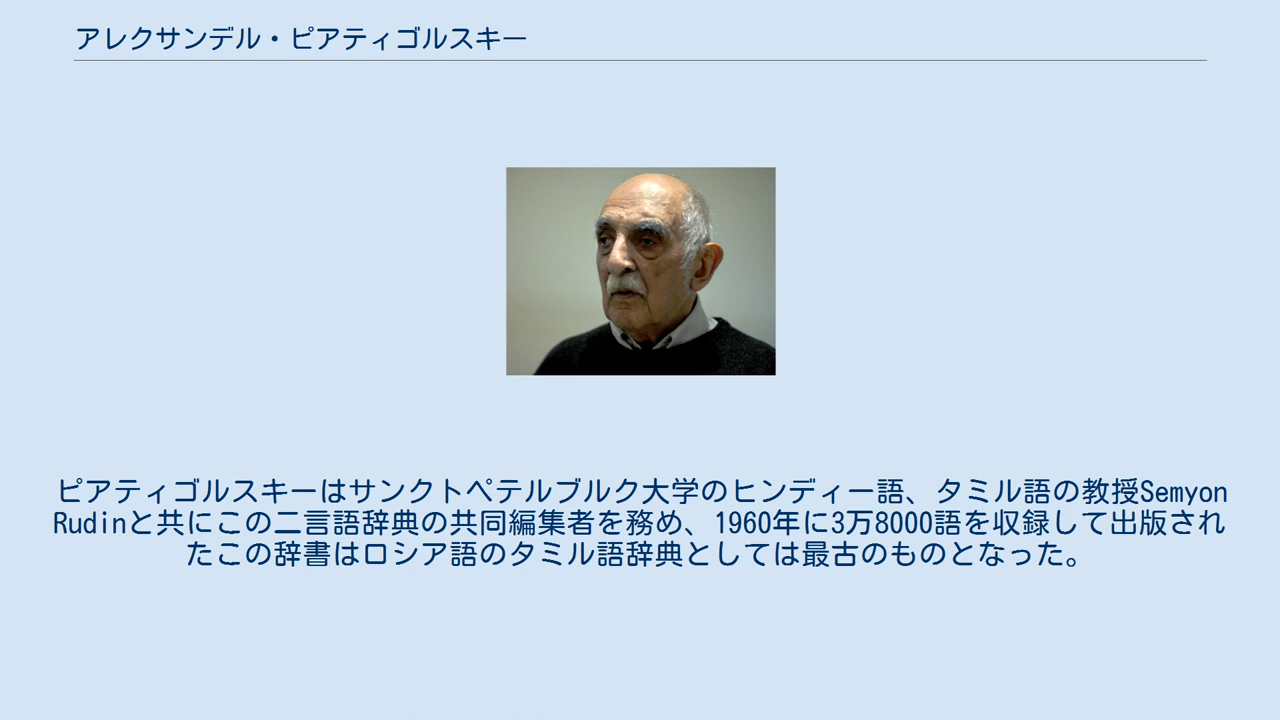 アレクサンデル・ピアティゴルスキー
ピアティゴルスキーはサンクトペテルブルク大学のヒンディー語、タミル語の教授Semyon
Rudinと共にこの二言語辞典の共同編集者を務め、1960年に3万8000語を収録して出版され
たこの辞書はロシア語のタミル語辞典としては最古のものとなった。